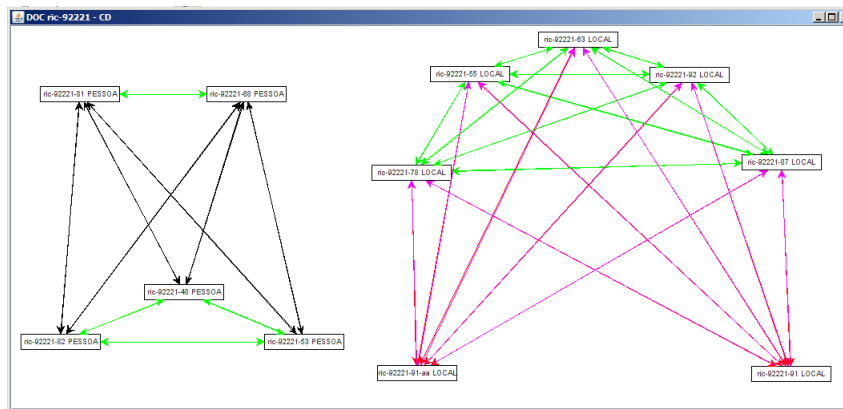 DOC ric-92221 - CD
ric-92221-63 LOCAL
ric-92221-55 LOCAL
ric-92221-92 LOCAL
ric-92221-81 PESSOA
ric-92221-68 PESSOA
ric-92221-87 LOCAL
ric-92221-78 LOCAL
ric-92221-48 PESSOA
ric-92221-82 PESSOA
ric-92221-53 PESSOA
ric-92221-91-aa LOCAL
ric-92221-91 LOCAL